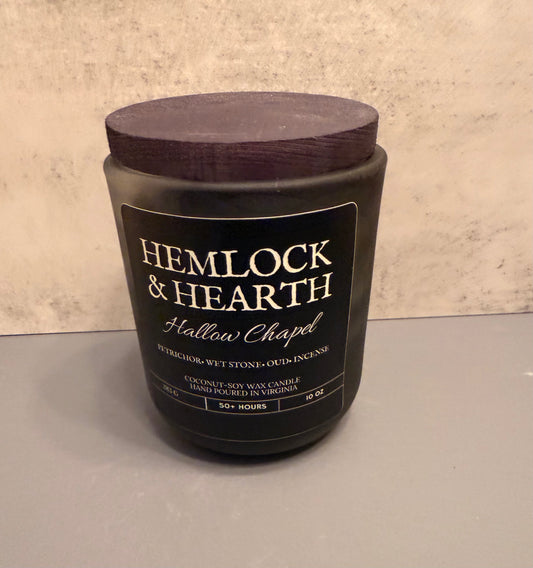 HEMLOCK
& HEARTH
Hallow Chapel
PETRICHOR• WET STONE• OUD• INCENSE
COCONUT-SOY WAX CANDLE
HAND POURED IN VIRGINIA
283 G 50+ HOURS 10 OZ